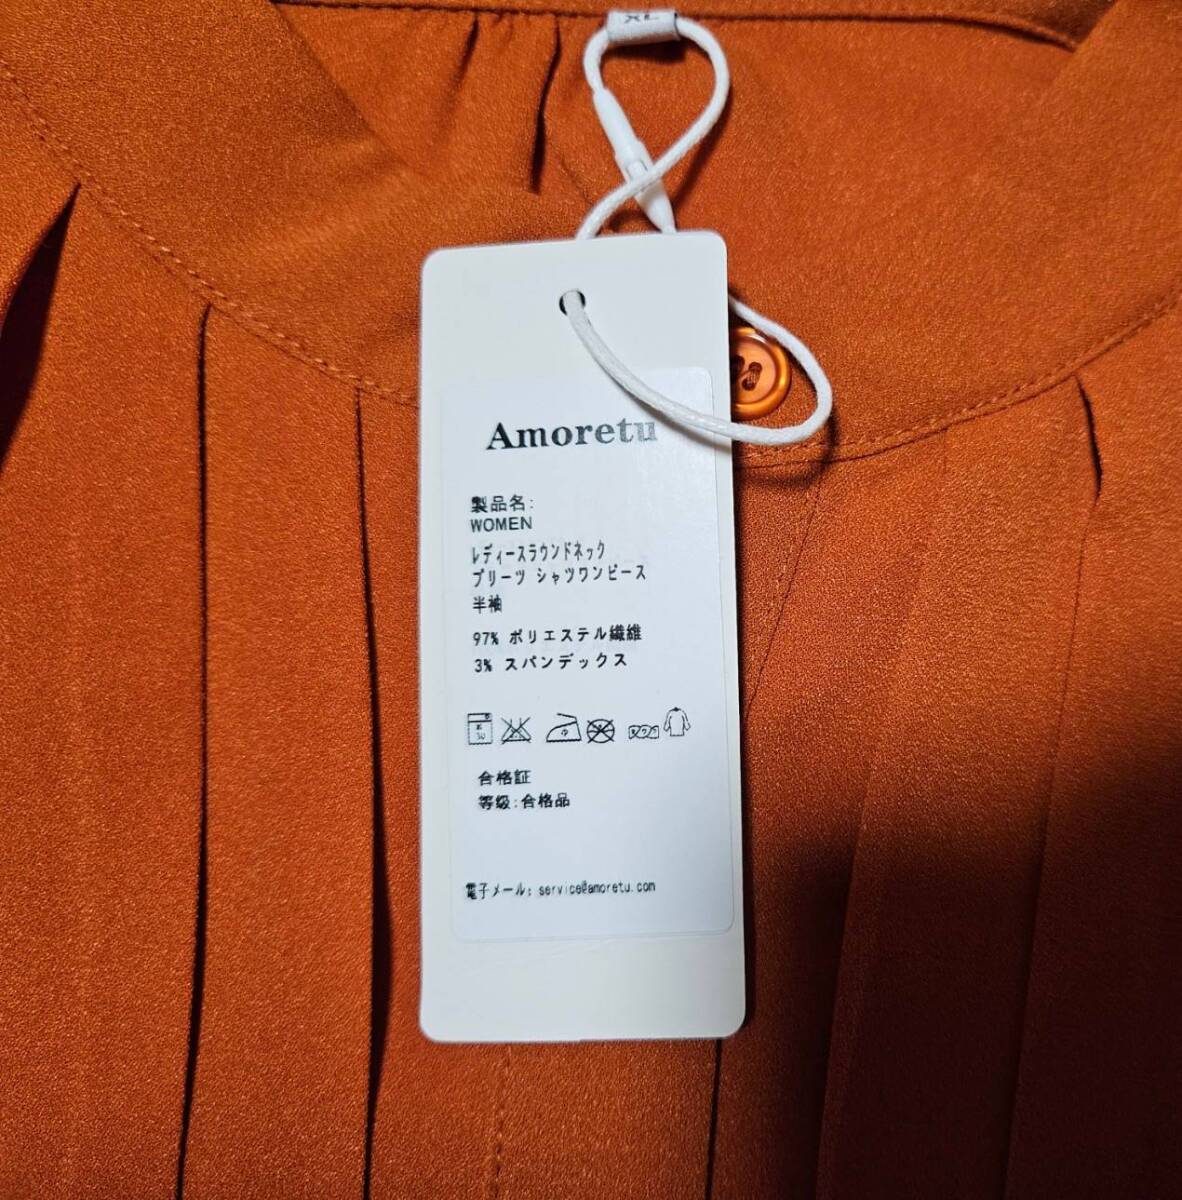 XL
Amoretu
製品名:
WOMEN
レディースラウンドネック
プリーツ シャツワンピース
半袖
97% ポリエステル繊維
3% スパンデックス
合格証
等級:合格品
電子メール: service@amoretu.com